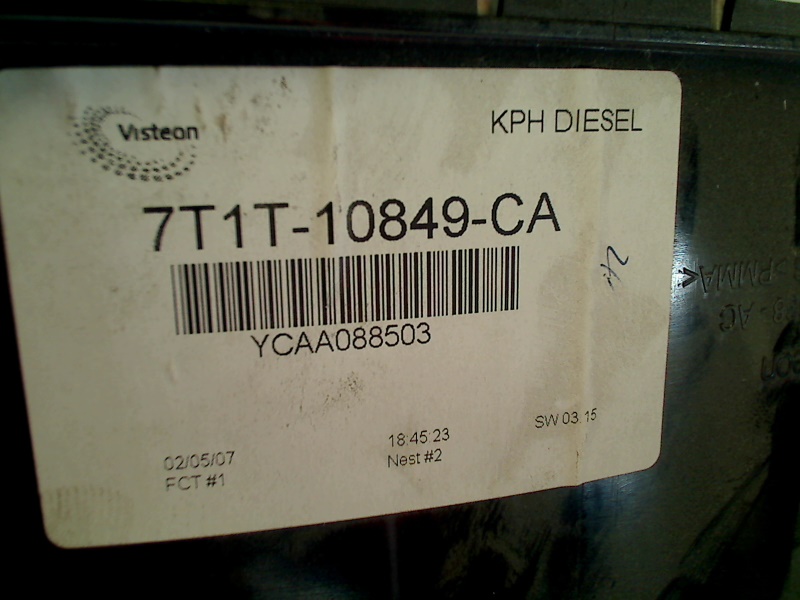 Visteon
KPH DIESEL
7T1T-10849-CA
YCAA088503
SW 03.15
18:45:23
02/05/07
Nest #2
FCT #1